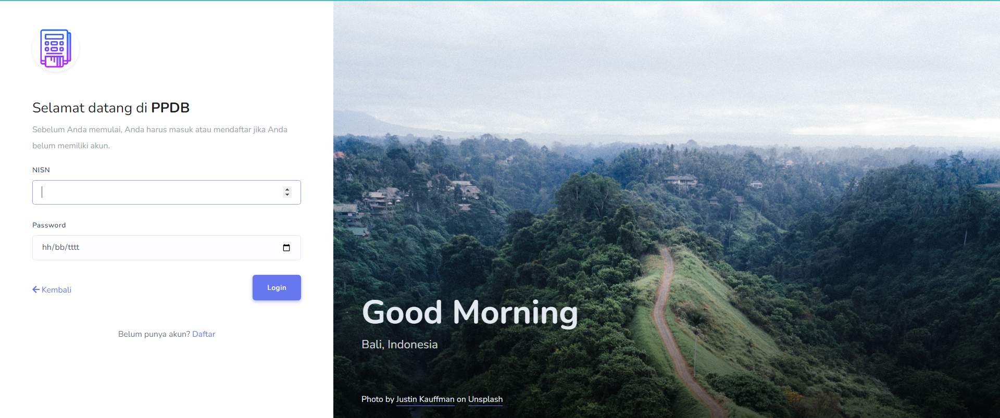 Selamat datang di PPDB
Sebelum Anda memulai, Anda harus masuk atau mendaftar jika Anda
belum memiliki akun.
NISN
Password
hh/bb/tttt
Kembali
Login
Belum punya akun? Daftar
Good Morning
Bali, Indonesia
Photo by Justin Kauffman on Unsplash